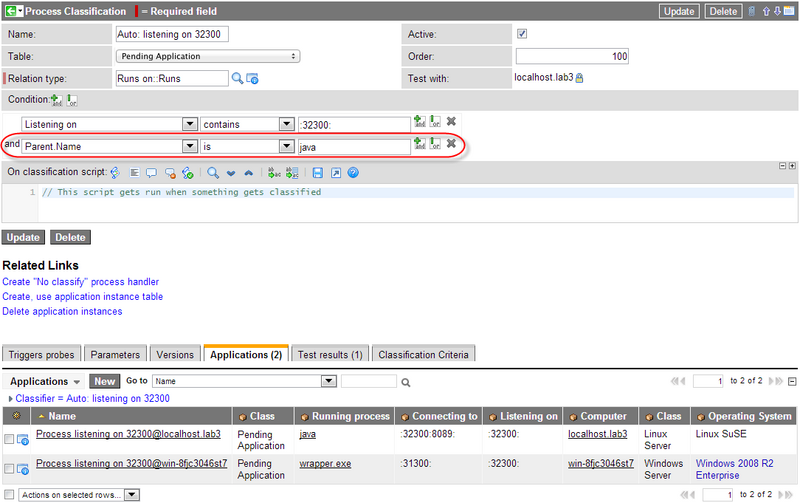 Process Classification = Required field Update Delete
Name: Auto: listening on 32300 Active:
Table: Pending Application Order: 100
Relation type: Runs on::Runs Test with: localhost.lab3
Condition: and or
Listening on contains :32300: and or
and Parent.Name is java and or
On classification script:
1 // This script gets run when something gets classified
Update Delete
Related Links
Create "No classify" process handler
Create, use application instance table
Delete application instances
Triggers probes Parameters Versions Applications (2) Test results (1) Classification Criteria
Applications New Go to Name 1 to 2 of 2
Classifier = Auto: listening on 32300
Name Class Running process Connecting to Listening on Computer Class Operating System
Process listening on 32300@localhost.lab3 Pending Application java :32300:8089: :32300: localhost.lab3 Linux Server Linux SuSE
Process listening on 32300@win-8fjc3046st7 Pending Application wrapper.exe :31300: :32300: win-8fjc3046st7 Windows Server Windows 2008 R2 Enterprise
Actions on selected rows... 1 to 2 of 2